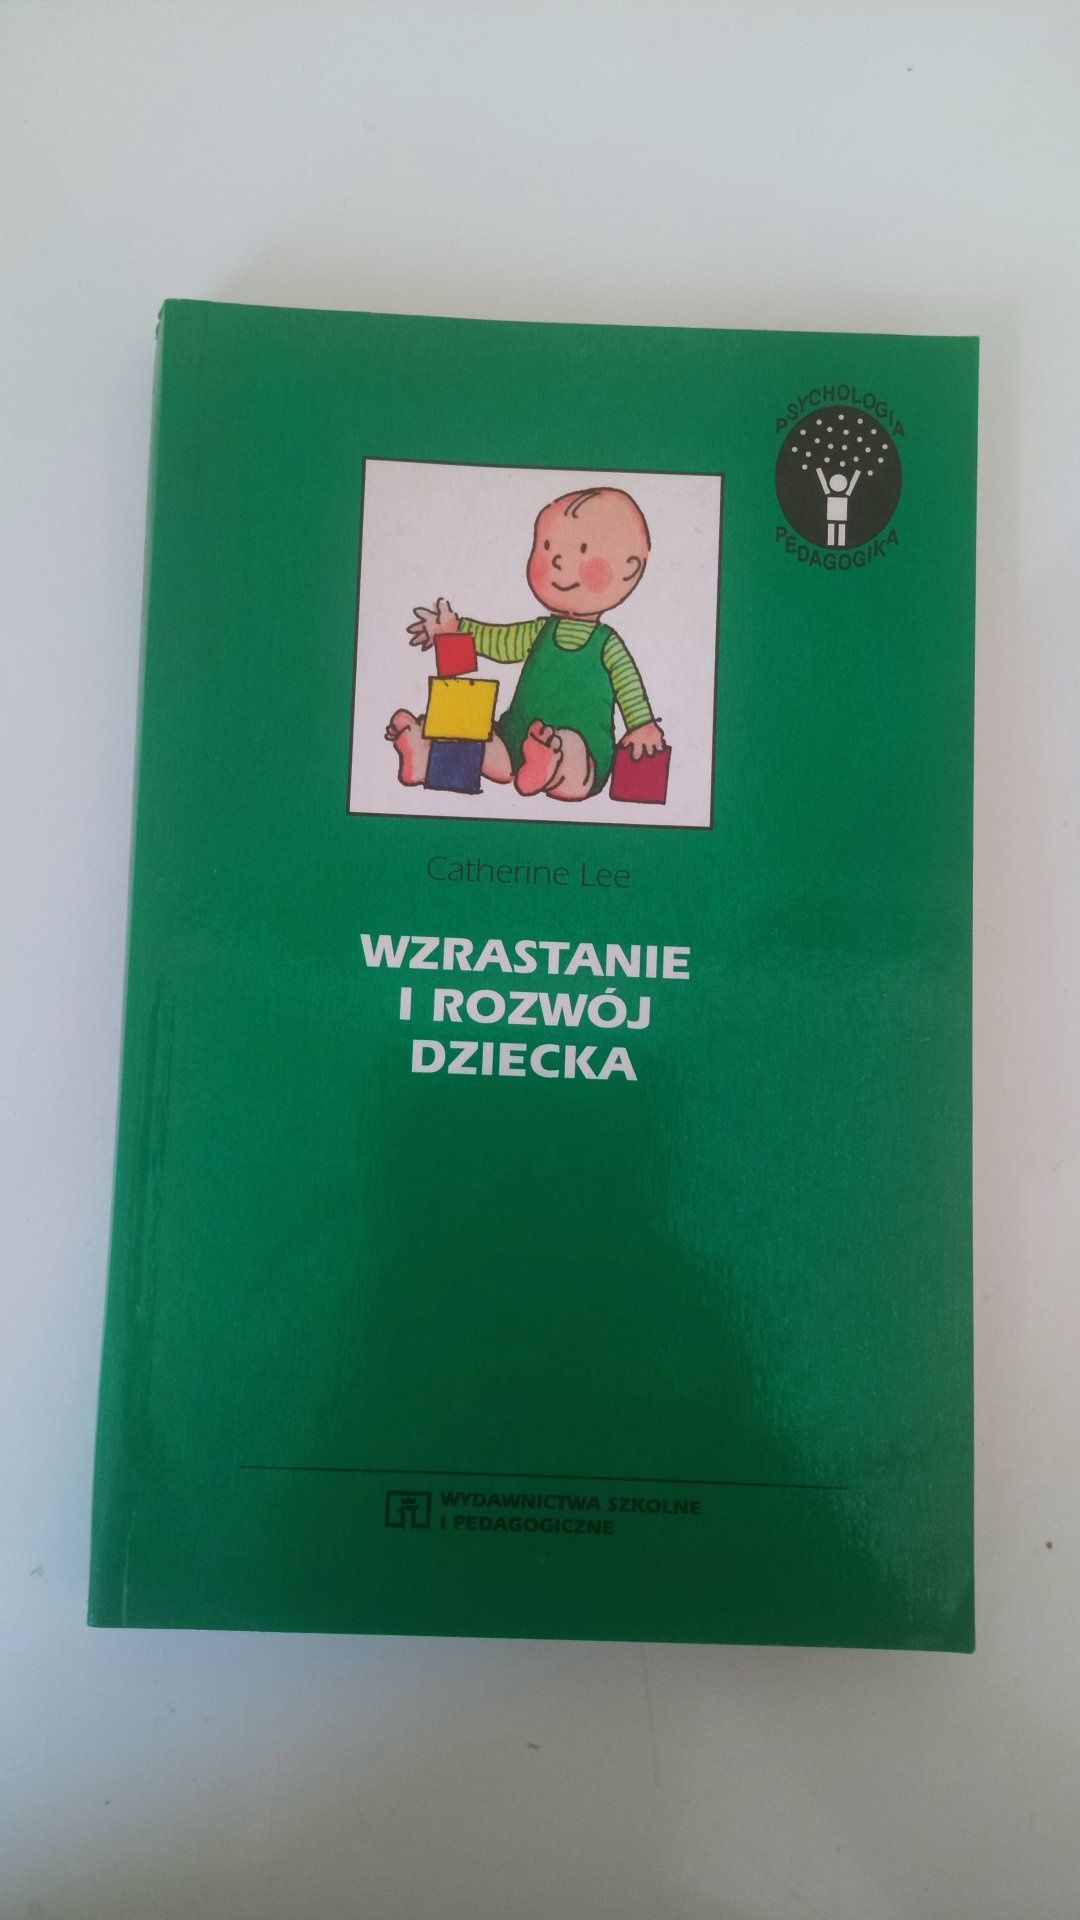 PSYCHOLOGIA
PEDAGOGIKA
Catherine Lee
WZRASTANIE
I ROZWÓJ
DZIECKA
WYDAWNICTWA SZKOLNE
I PEDAGOGICZNE